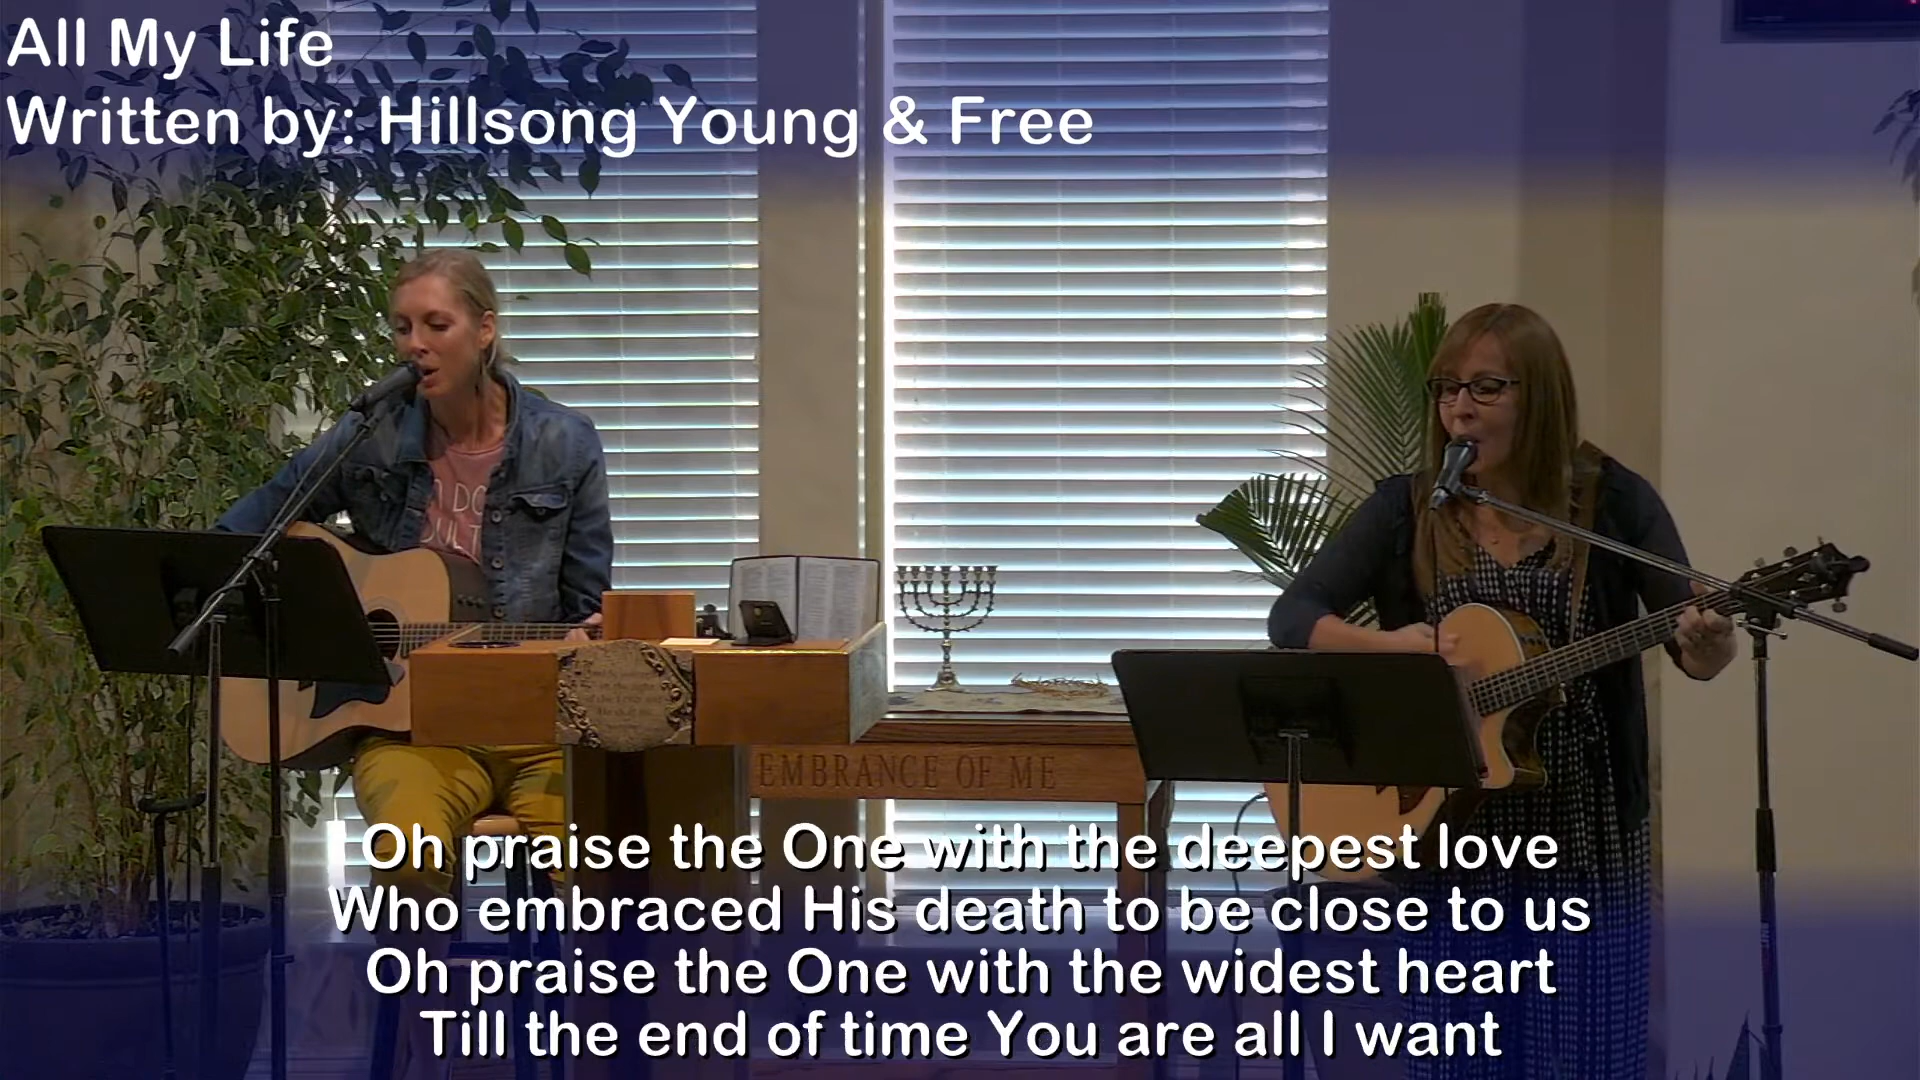 All My Life
Written by: Hillsong Young & Free
EMBRANCE OF ME
Oh praise the One with the deepest love
Who embraced His death to be close to us
Oh praise the One with the widest heart
Till the end of time You are all I want